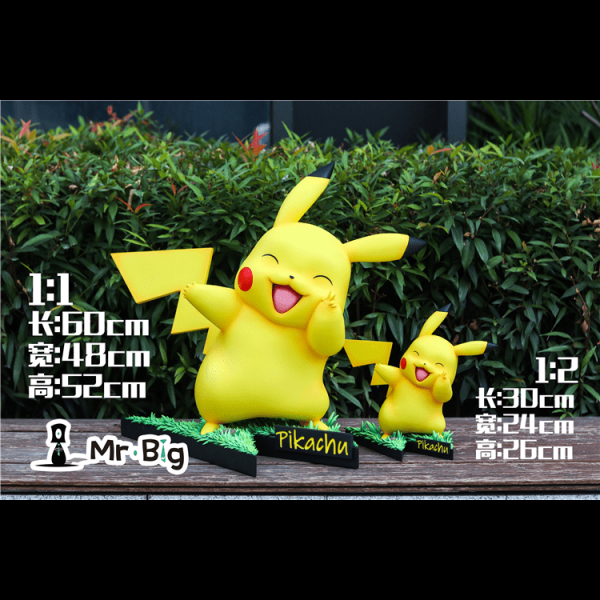 1:1
长:60cm
宽:48cm
高:52cm
Mr·Big
Pikachu
1:2
长:30cm
宽:24cm
高:26cm
Pikachu